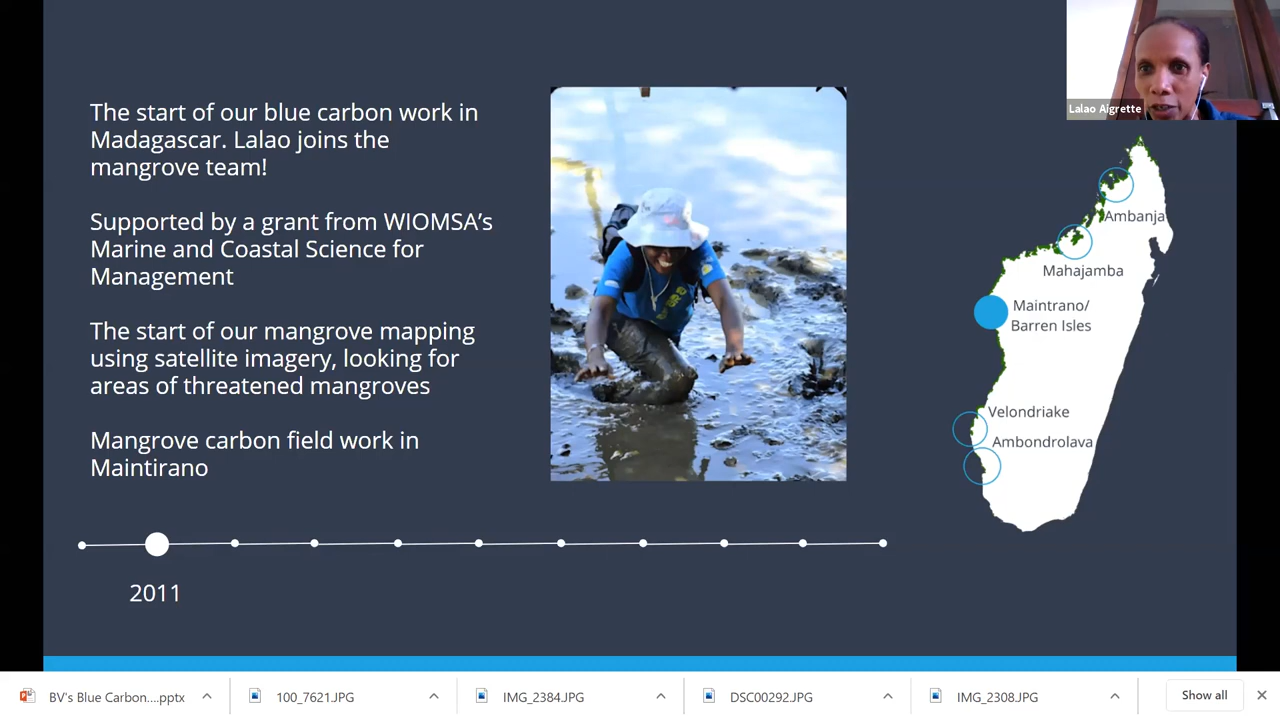 Lalao Aigrette
The start of our blue carbon work in
Madagascar. Lalao joins the
mangrove team!
Supported by a grant from WIOMSA’s
Marine and Coastal Science for
Management
The start of our mangrove mapping
using satellite imagery, looking for
areas of threatened mangroves
Mangrove carbon field work in
Maintirano
Ambanja
Mahajamba
Maintrano/
Barren Isles
Velondriake
Ambondrolava
2011
BV's Blue Carbon....pptx
100_7621.JPG
IMG_2384.JPG
DSC00292.JPG
IMG_2308.JPG
Show all